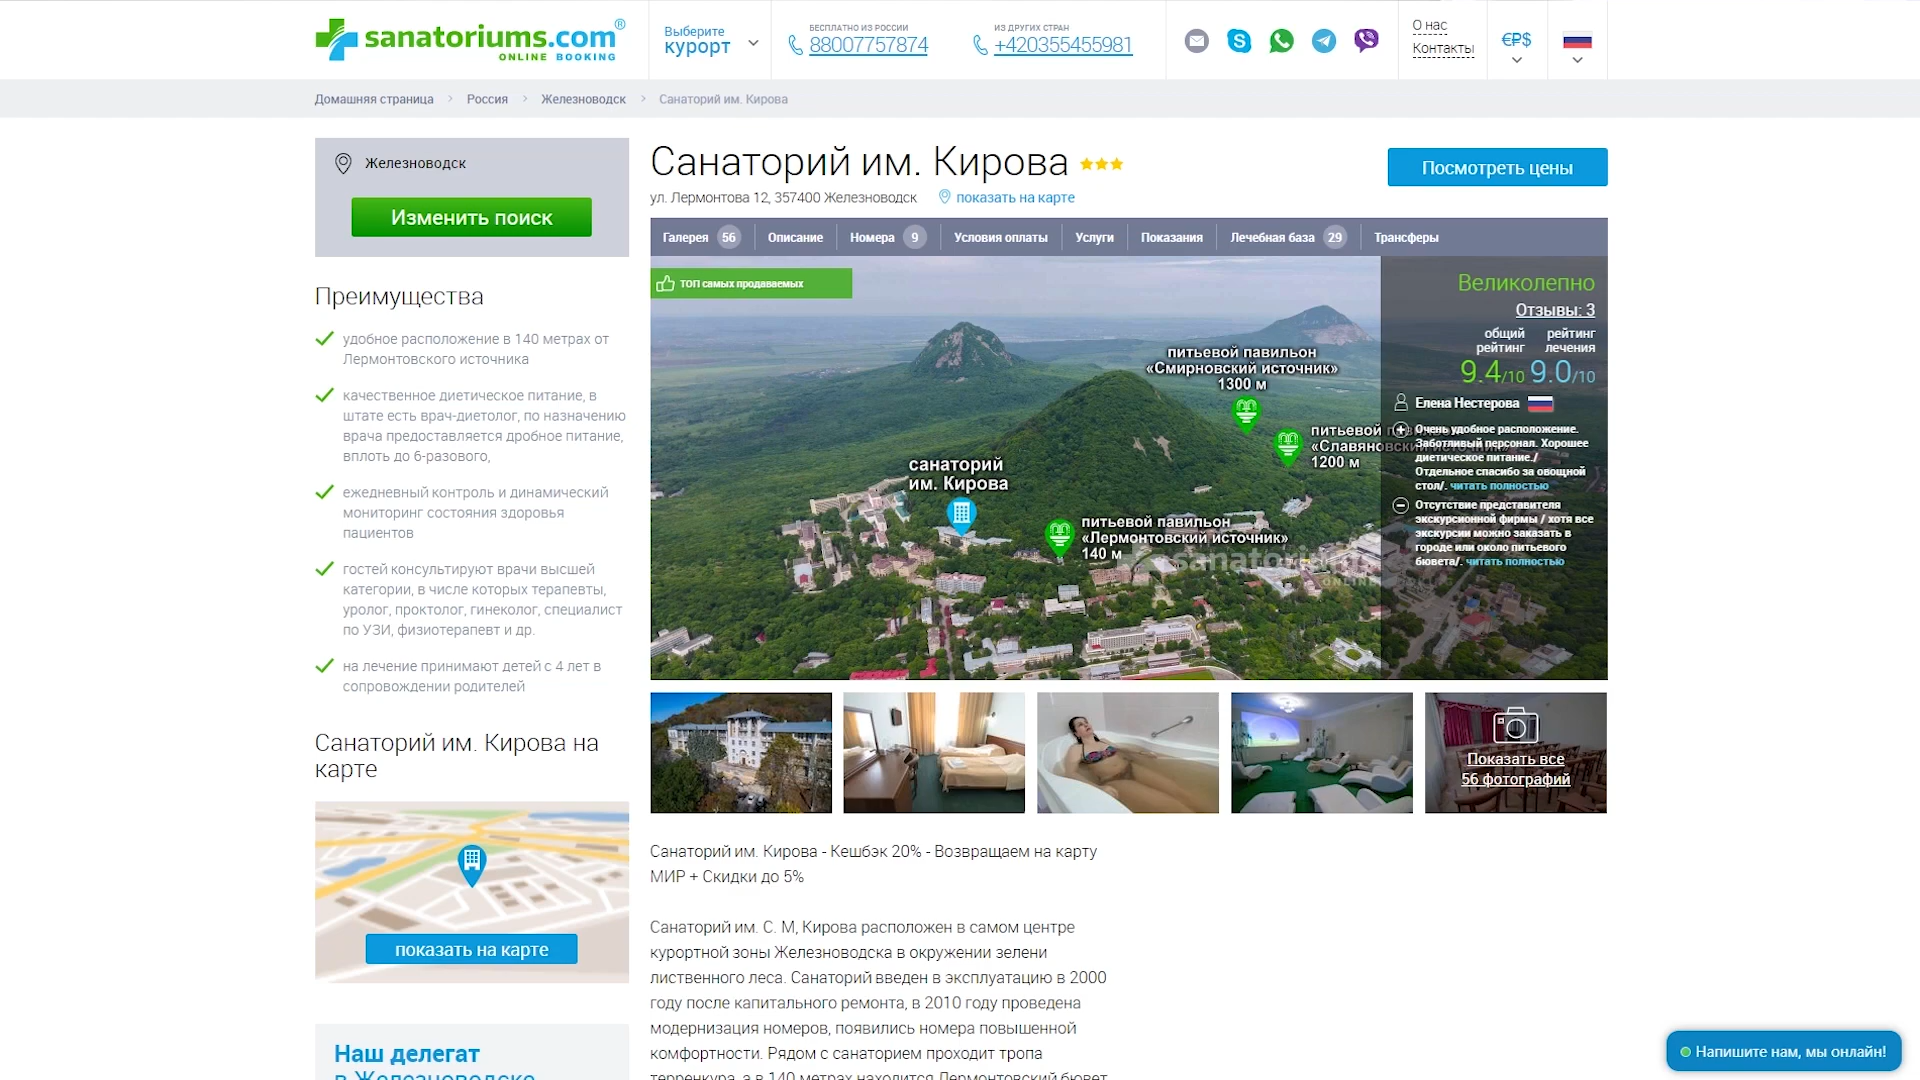 sanatoriums.com®
ONLINE BOOKING
Выберите
курорт
БЕСПЛАТНО ИЗ РОССИИ
88007757874
ИЗ ДРУГИХ СТРАН
+420355455981
О нас
Контакты
€₽$
Домашняя страница > Россия > Железноводск > Санаторий им. Кирова
Железноводск
Изменить поиск
Преимущества
удобное расположение в 140 метрах от
Лермонтовского источника
качественное диетическое питание, в
штате есть врач-диетолог, по назначению
врача предоставляется дробное питание,
вплоть до 6-разового,
ежедневный контроль и динамический
мониторинг состояния здоровья
пациентов
гостей консультируют врачи высшей
категории, в числе которых терапевты,
уролог, проктолог, гинеколог, специалист
по УЗИ, физиотерапевт и др.
на лечение принимают детей с 4 лет в
сопровождении родителей
Санаторий им. Кирова на
карте
показать на карте
Наш делегат
в Железноводске
Санаторий им. Кирова
ул. Лермонтова 12, 357400 Железноводск
показать на карте
Посмотреть цены
Галерея 56 Описание Номера 9 Условия оплаты Услуги Показания Лечебная база 29 Трансферы
ТОП самых продаваемых
питьевой павильон
«Смирновский источник»
1300 м
питьевой павильон
«Славяновский источник»
1200 м
санаторий
им. Кирова
питьевой павильон
«Лермонтовский источник»
140 м
Великолепно
Отзывы: 3
общий рейтинг
рейтинг лечения
9.4/10 9.0/10
Елена Нестерова
Очень удобное расположение.
Заботливый персонал. Хорошее
диетическое питание./
Отдельное спасибо за овощной
стол/. читать полностью
Отсутствие представителя
экскурсионной фирмы / хотя все
экскурсии можно заказать в
городе или около питьевого
бювета/. читать полностью
Показать все
56 фотографий
Санаторий им. Кирова - Кешбэк 20% - Возвращаем на карту
МИР + Скидки до 5%
Санаторий им. С. М, Кирова расположен в самом центре
курортной зоны Железноводска в окружении зелени
лиственного леса. Санаторий введен в эксплуатацию в 2000
году после капитального ремонта, в 2010 году проведена
модернизация номеров, появились номера повышенной
комфортности. Рядом с санаторием проходит тропа
терренкура, а в 140 метрах находится Лермонтовский бювет
Напишите нам, мы онлайн!